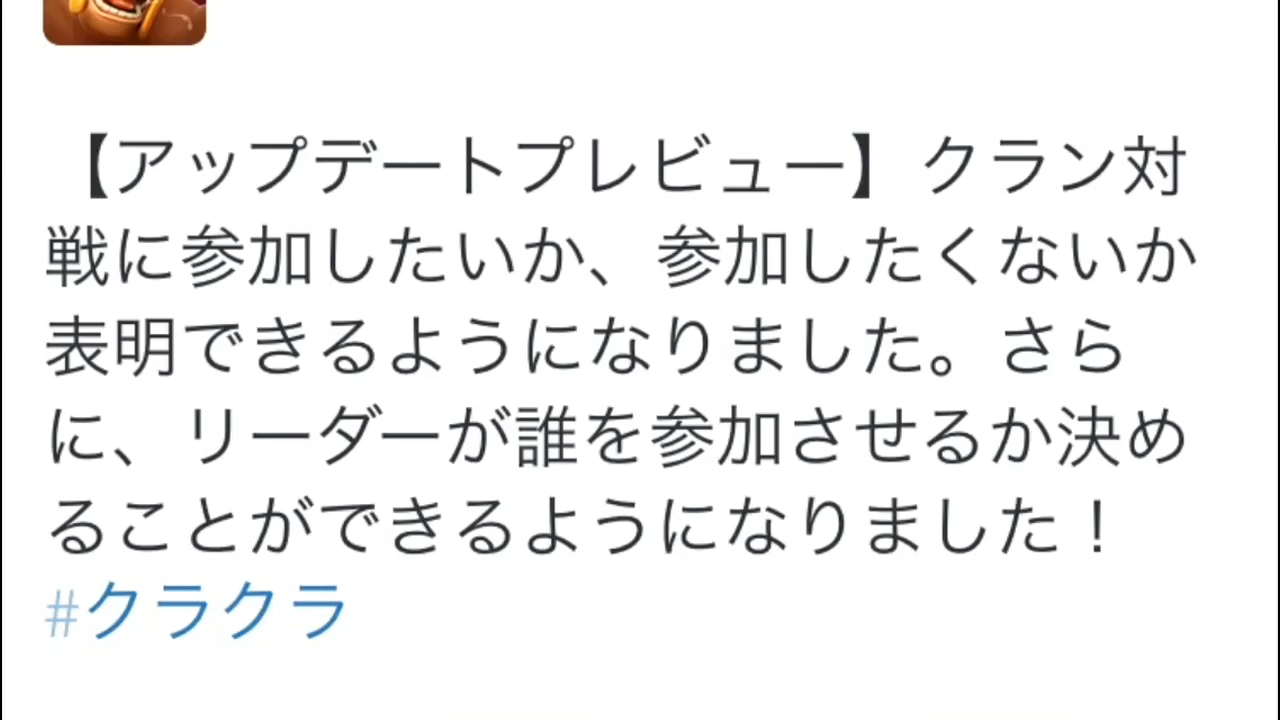 【アップデートプレビュー】クラン対
戦に参加したいか、参加したくないか
表明できるようになりました。さら
に、リーダーが誰を参加させるか決め
ることができるようになりました！
#クラクラ